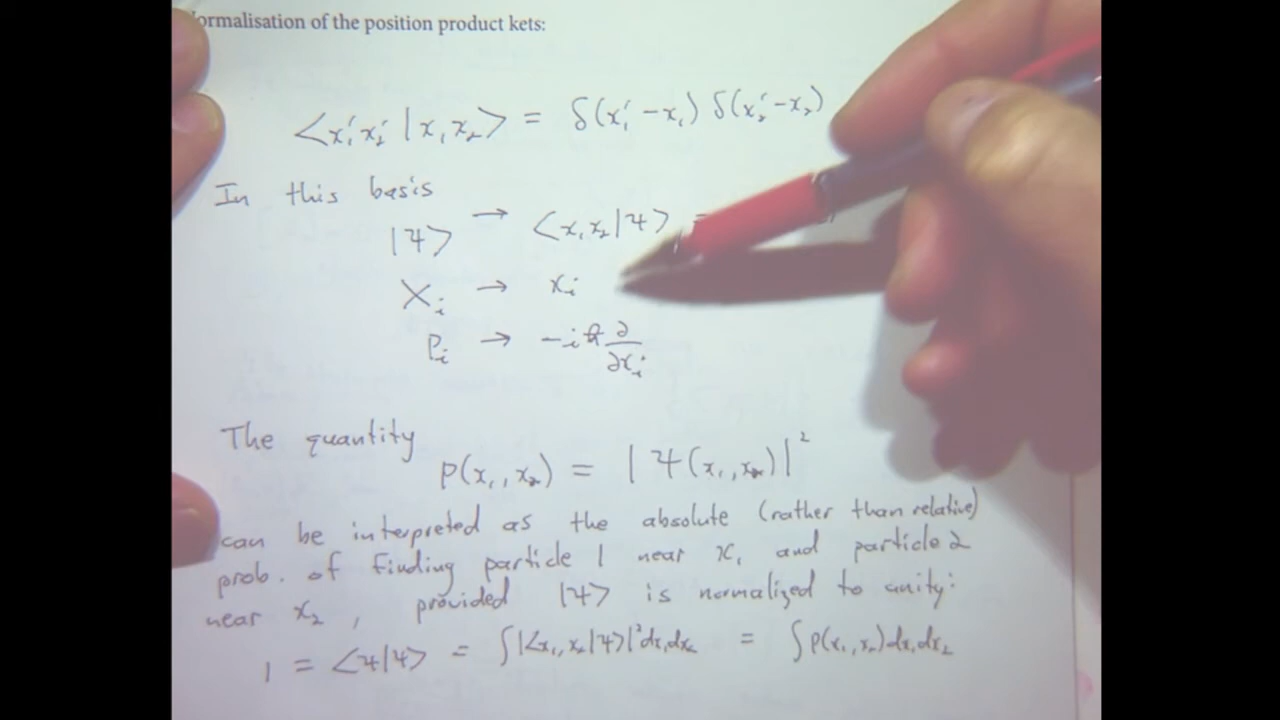 ormalisation of the position product kets:
<x₁'x₂'|x₁x₂> = δ(x₁'-x₁) δ(x₂'-x₂)
In this basis
|Ψ> → <x₁x₂|Ψ> =
Xᵢ → xᵢ
Pᵢ → -iħ ∂/∂xᵢ
The quantity
P(x₁,x₂) = |Ψ(x₁,x₂)|²
can be interpreted as the absolute (rather than relative)
prob. of finding particle 1 near x₁ and particle 2
near x₂, provided |Ψ> is normalized to unity:
1 = <Ψ|Ψ> = ∫|<x₁,x₂|Ψ>|²dx₁dx₂ = ∫P(x₁,x₂)dx₁dx₂